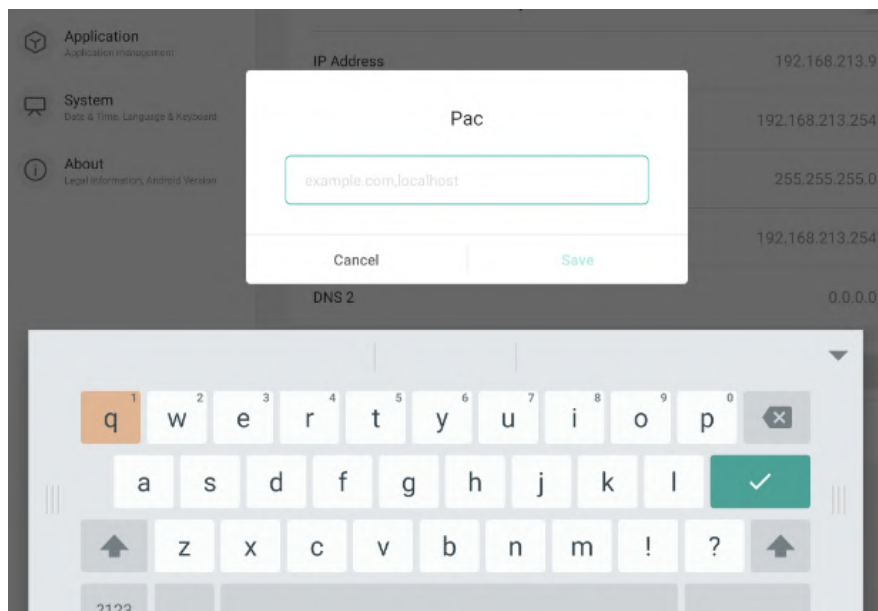 Application
Application management
IP Address
192.168.213.9
System
Date & Time, Language & Keyboard
Pac
192.168.213.254
About
Legal Information, Android Version
example.com,localhost
255.255.255.0
192.168.213.254
Cancel
Save
DNS 2
0.0.0.0
q 1 w 2 e 3 r 4 t 5 y 6 u 7 i 8 o 9 p 0
a s d f g h j k l
z x c v b n m ! ?
?123